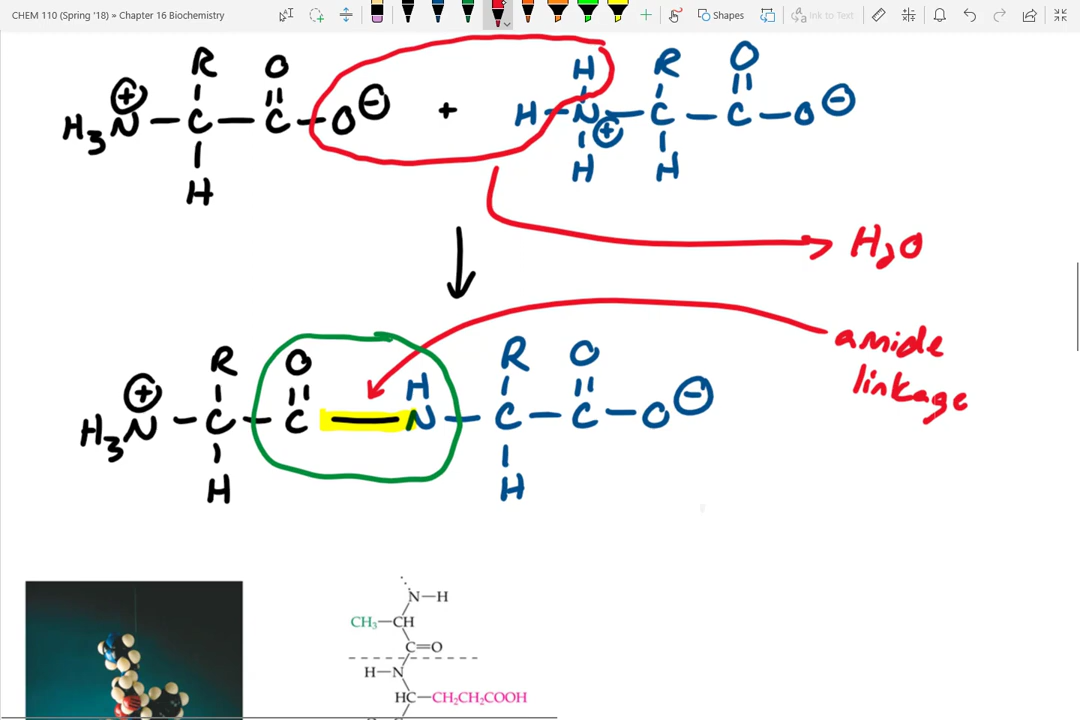 CHEM 110 (Spring '18) » Chapter 16 Biochemistry
Shapes
Ink to Text
R O H R O
H₃N⊕ — C — C — O⊖ + H — N⊕ — C — C — O⊖
H H H
H₂O
amide
linkage
R O H R O
H₃N⊕ — C — C — N — C — C — O⊖
H H
N—H
CH₃—CH
C=O
H—N
HC—CH₂CH₂COOH